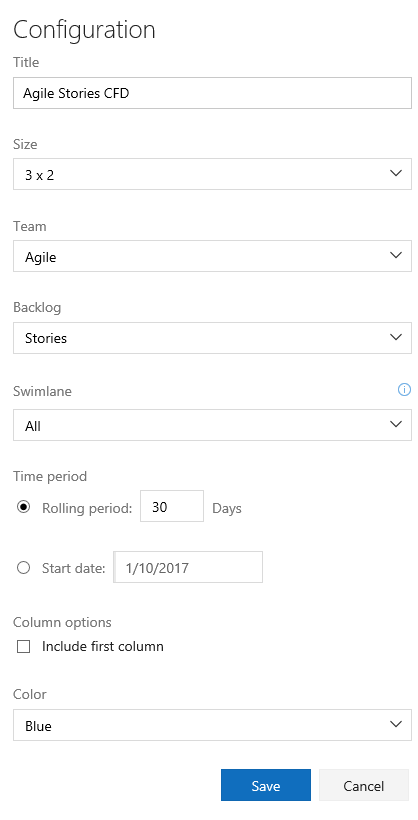 Configuration
Title
Agile Stories CFD
Size
3 x 2
Team
Agile
Backlog
Stories
Swimlane
All
Time period
Rolling period: 30 Days
Start date: 1/10/2017
Column options
Include first column
Color
Blue
Save Cancel